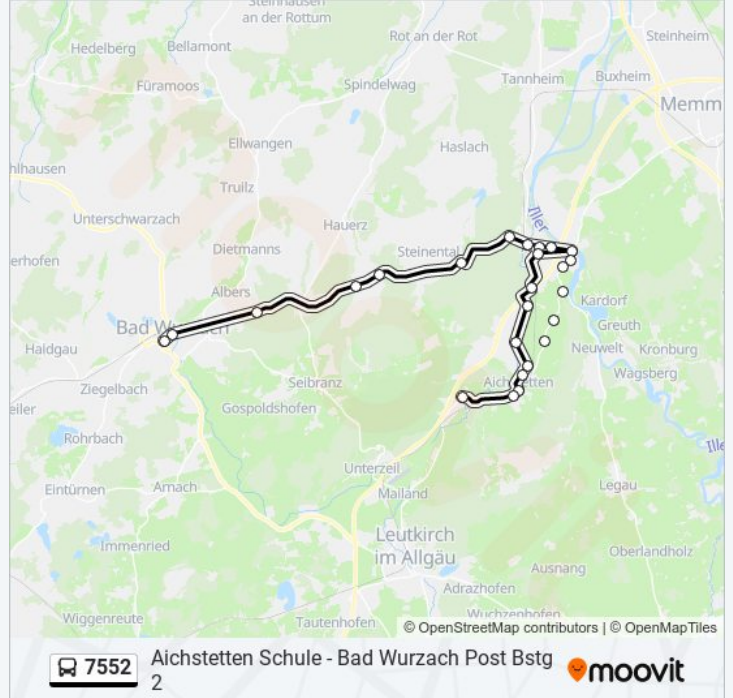 Steinhausen
an der Rottum
Rot an der Rot
Steinheim
Hedelberg
Bellamont
Füramoos
Spindelwag
Tannheim
Buxheim
Memm
Ellwangen
Haslach
hlhausen
Truilz
Iller
Unterschwarzach
Hauerz
erhofen
Dietmanns
Steinental
Albers
Kardorf
Bad Wurzach
Greuth
Haidgau
Neuwelt
Kronburg
Wagsberg
Ziegelbach
Seibranz
Aichstetten
eiler
Gospoldshofen
Rohrbach
Ille
Unterzeil
Eintürnen
Arnach
Mailand
Legau
Leutkirch
im Allgäu
Immenried
Oberlandholz
Ausnang
Adrazhofen
Wiggenreute
Tautenhofen
Wuchzenhofen
© OpenStreetMap contributors | © OpenMapTiles
7552
Aichstetten Schule - Bad Wurzach Post Bstg
2
moovit